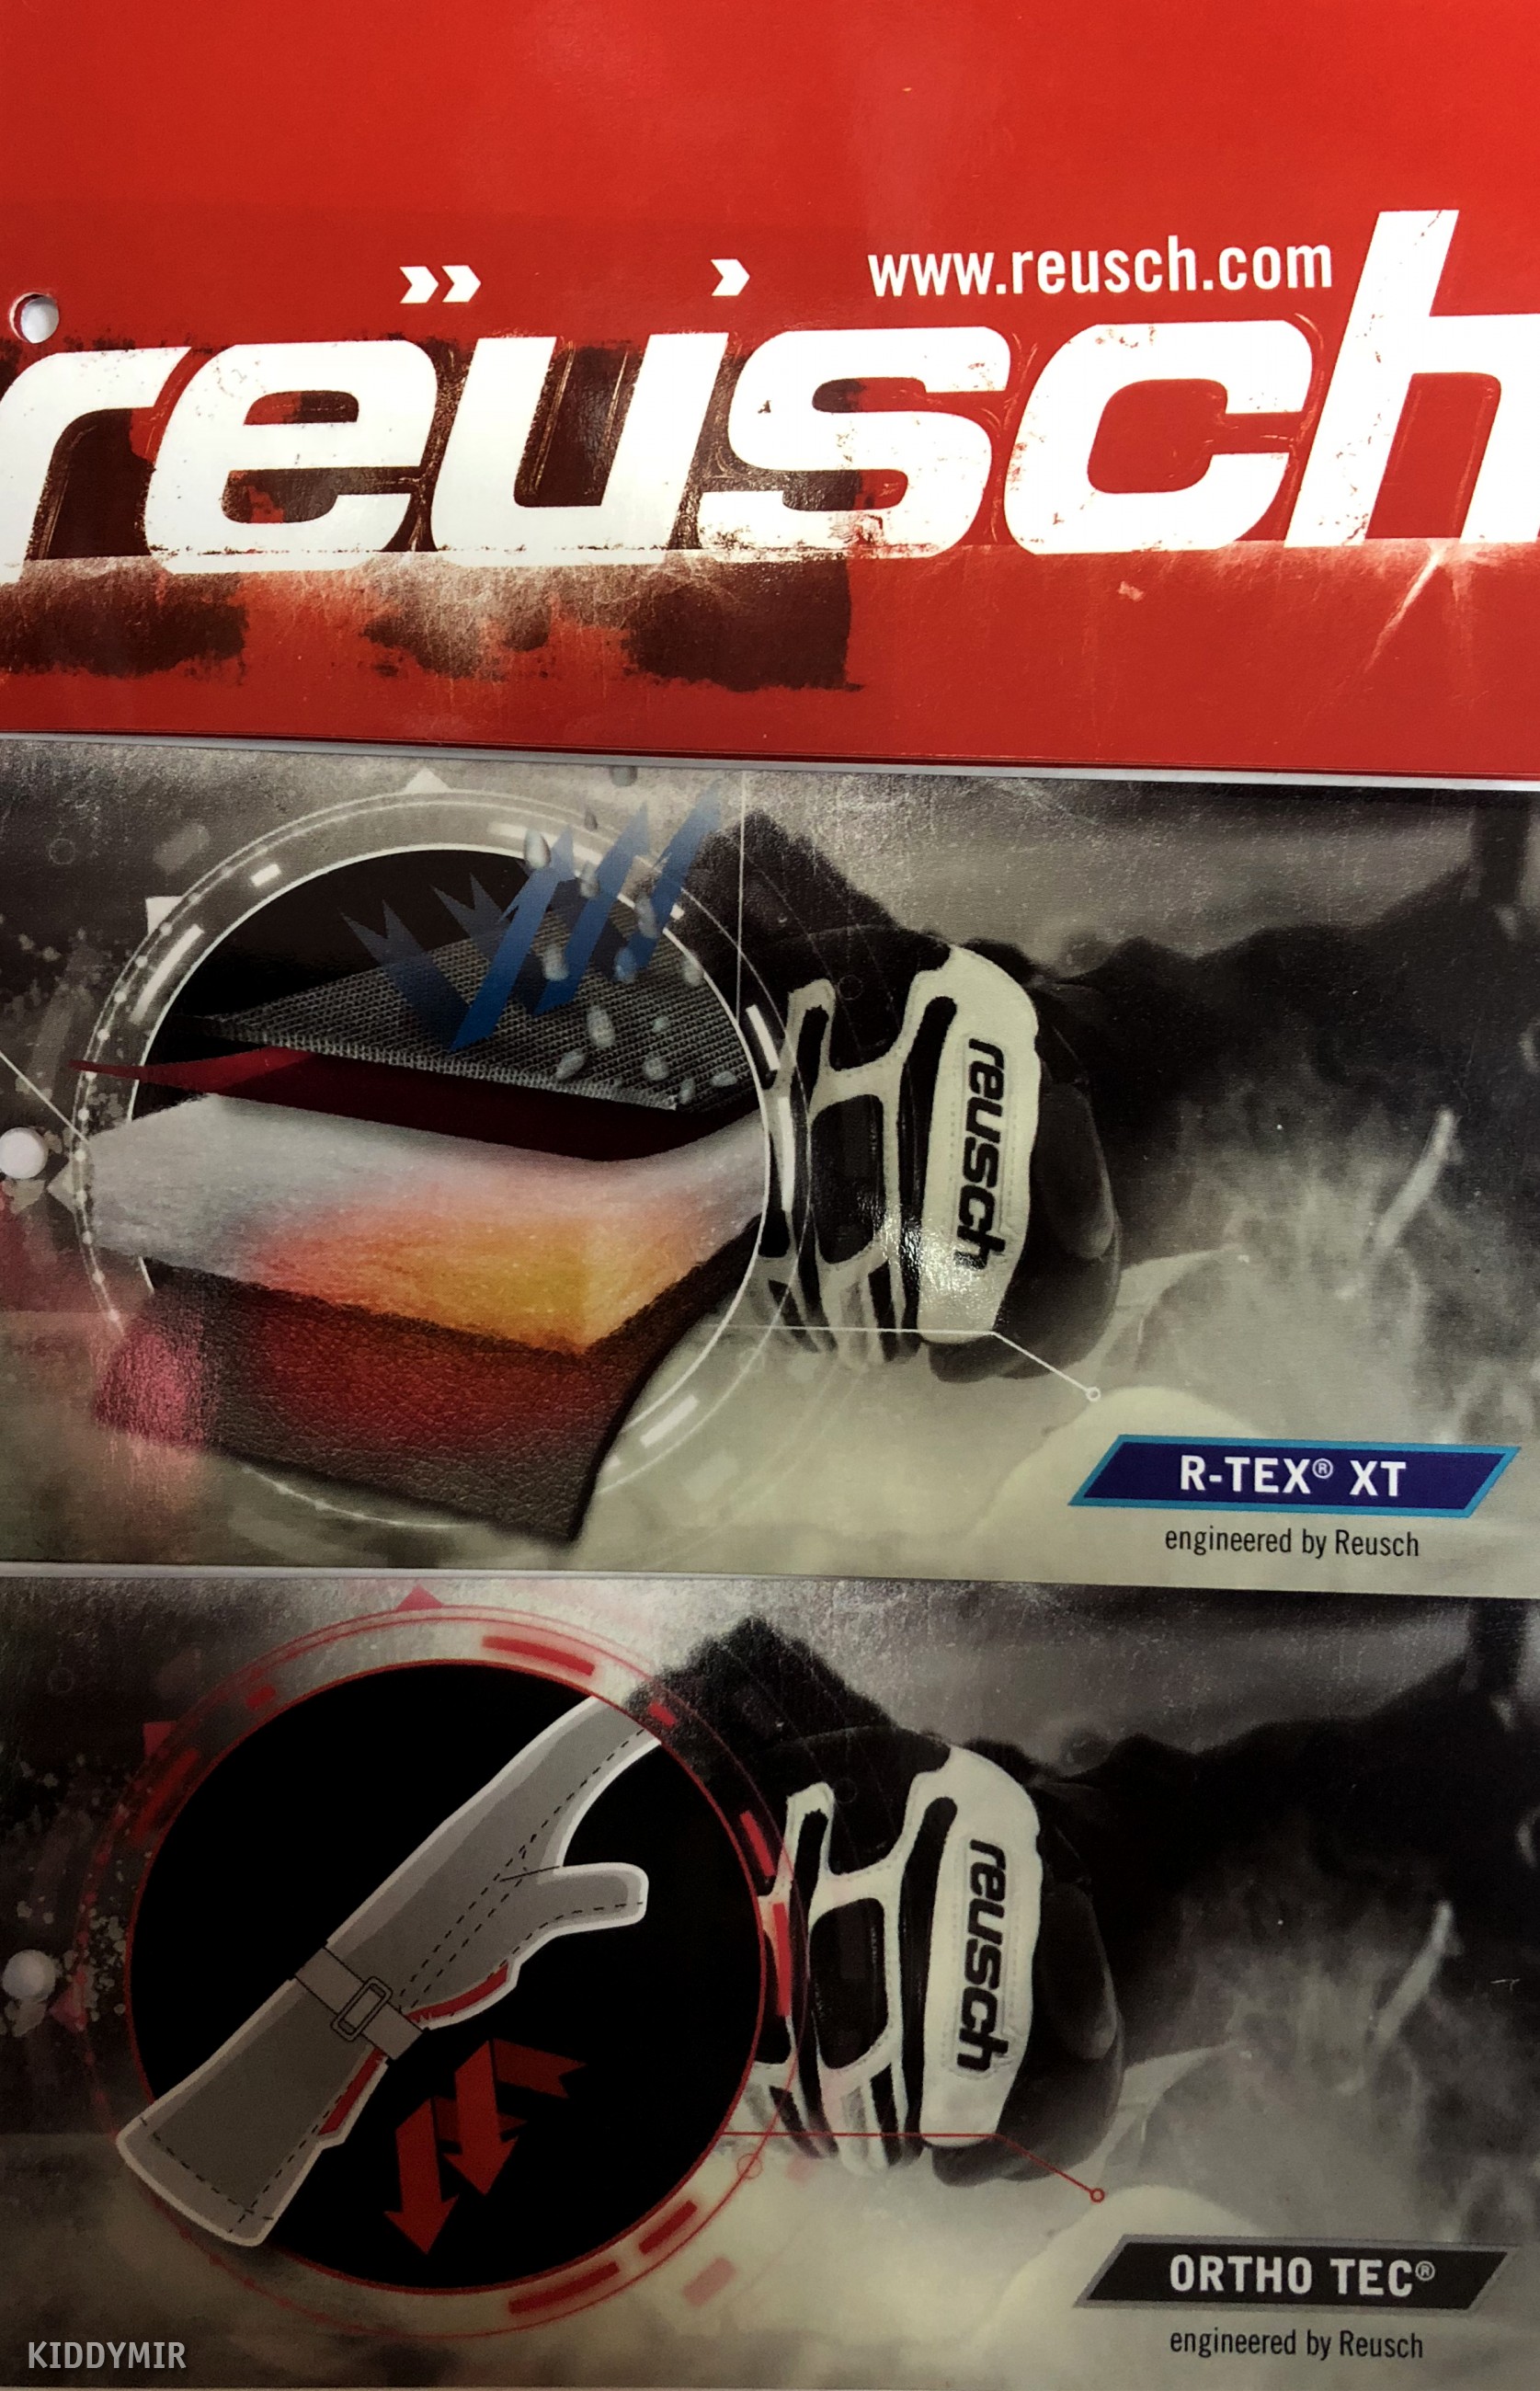 www.reusch.com
reusch
reusch
R-TEX® XT
engineered by Reusch
reusch
ORTHO TEC®
engineered by Reusch
KIDDYMIR